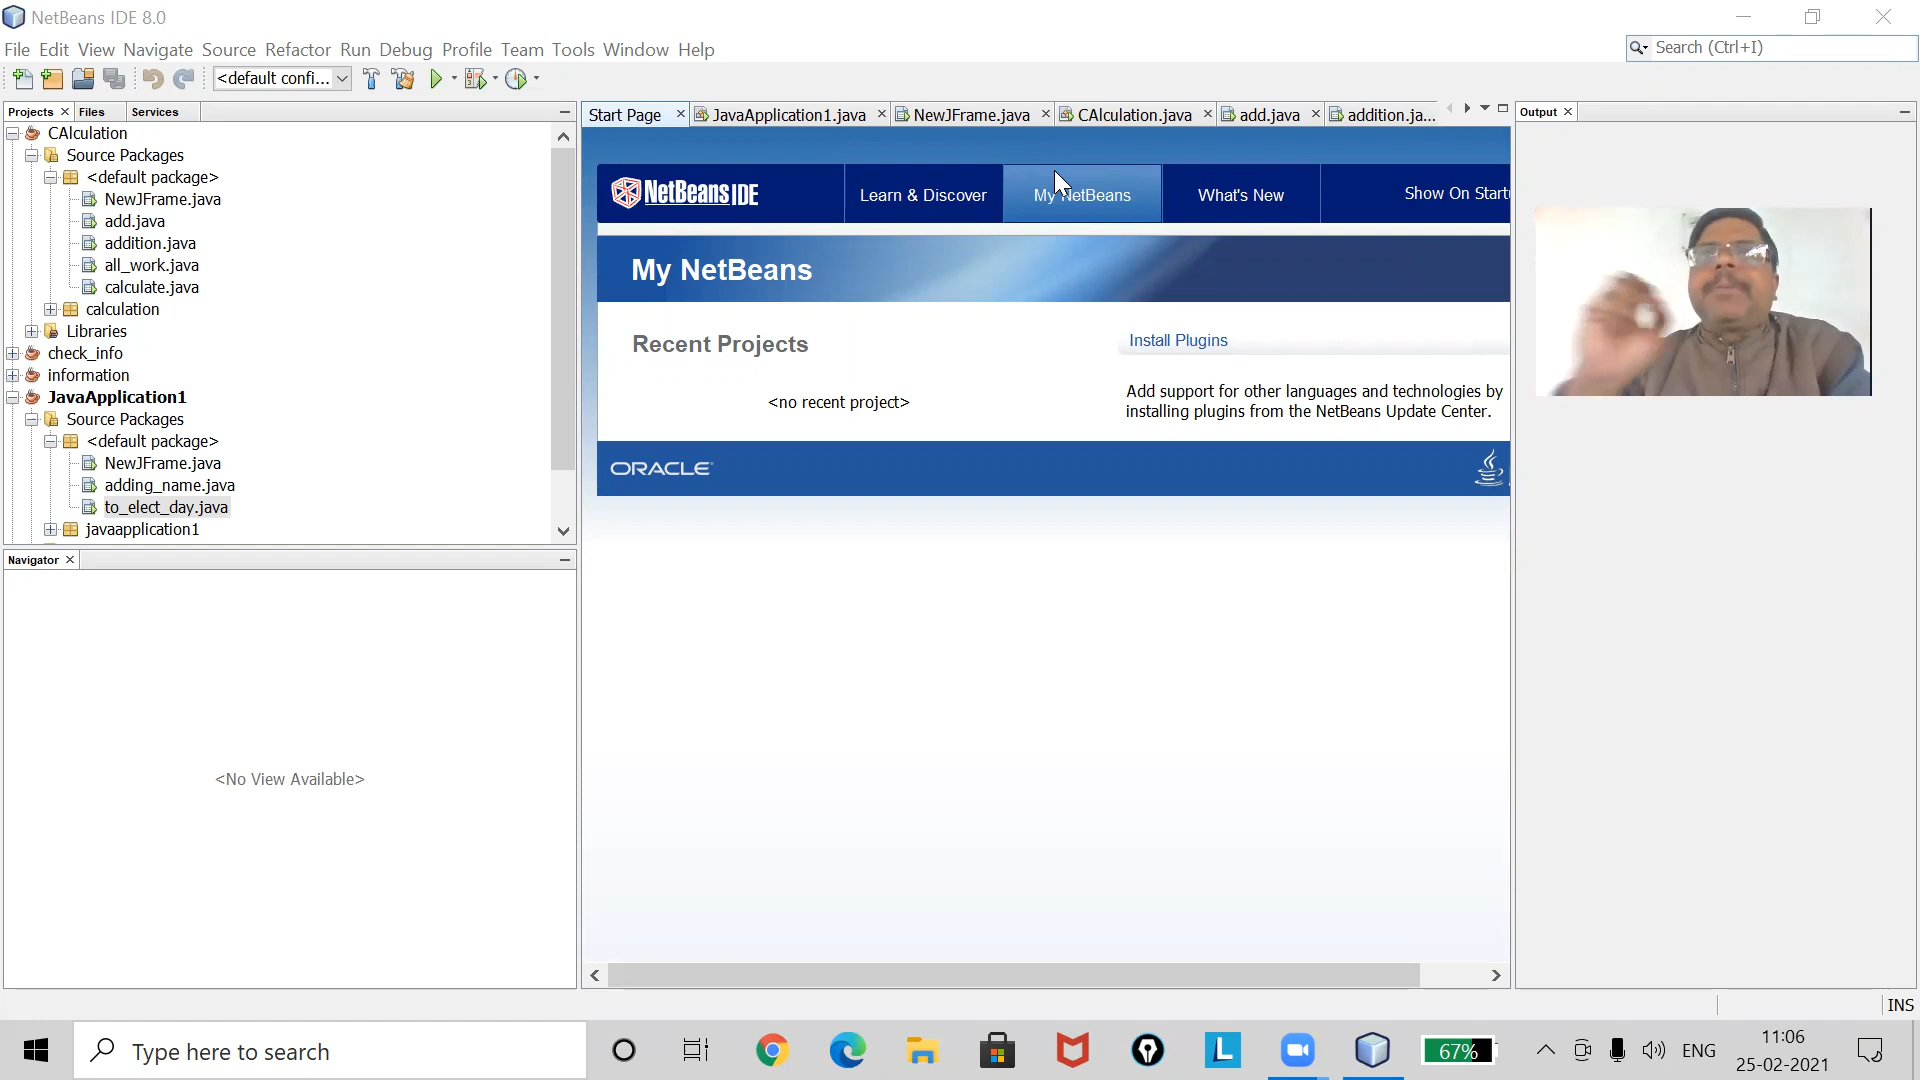 NetBeans IDE 8.0
File Edit View Navigate Source Refactor Run Debug Profile Team Tools Window Help
Search (Ctrl+I)
<default confi...
Projects Files Services
CAlculation
Source Packages
<default package>
NewJFrame.java
add.java
addition.java
all_work.java
calculate.java
calculation
Libraries
check_info
information
JavaApplication1
Source Packages
<default package>
NewJFrame.java
adding_name.java
to_elect_day.java
javaapplication1
Navigator
<No View Available>
Start Page JavaApplication1.java NewJFrame.java CAlculation.java add.java addition.ja...
NetBeans IDE Learn & Discover My NetBeans What's New Show On Startu
My NetBeans
Recent Projects
<no recent project>
Install Plugins
Add support for other languages and technologies by
installing plugins from the NetBeans Update Center.
ORACLE
Output
INS
Type here to search
L
67%
ENG
11:06
25-02-2021